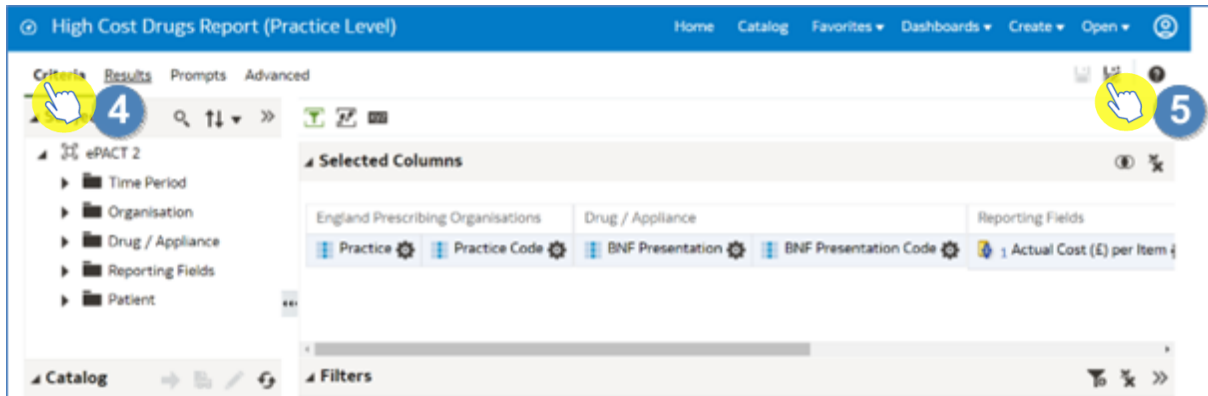 High Cost Drugs Report (Practice Level) Home Catalog Favorites Dashboards Create Open
Criteria Results Prompts Advanced
4
5
ePACT 2
Time Period
Organisation
Drug / Appliance
Reporting Fields
Patient
Selected Columns
England Prescribing Organisations Drug / Appliance Reporting Fields
Practice Practice Code BNF Presentation BNF Presentation Code 1 Actual Cost (£) per Item
Catalog
Filters